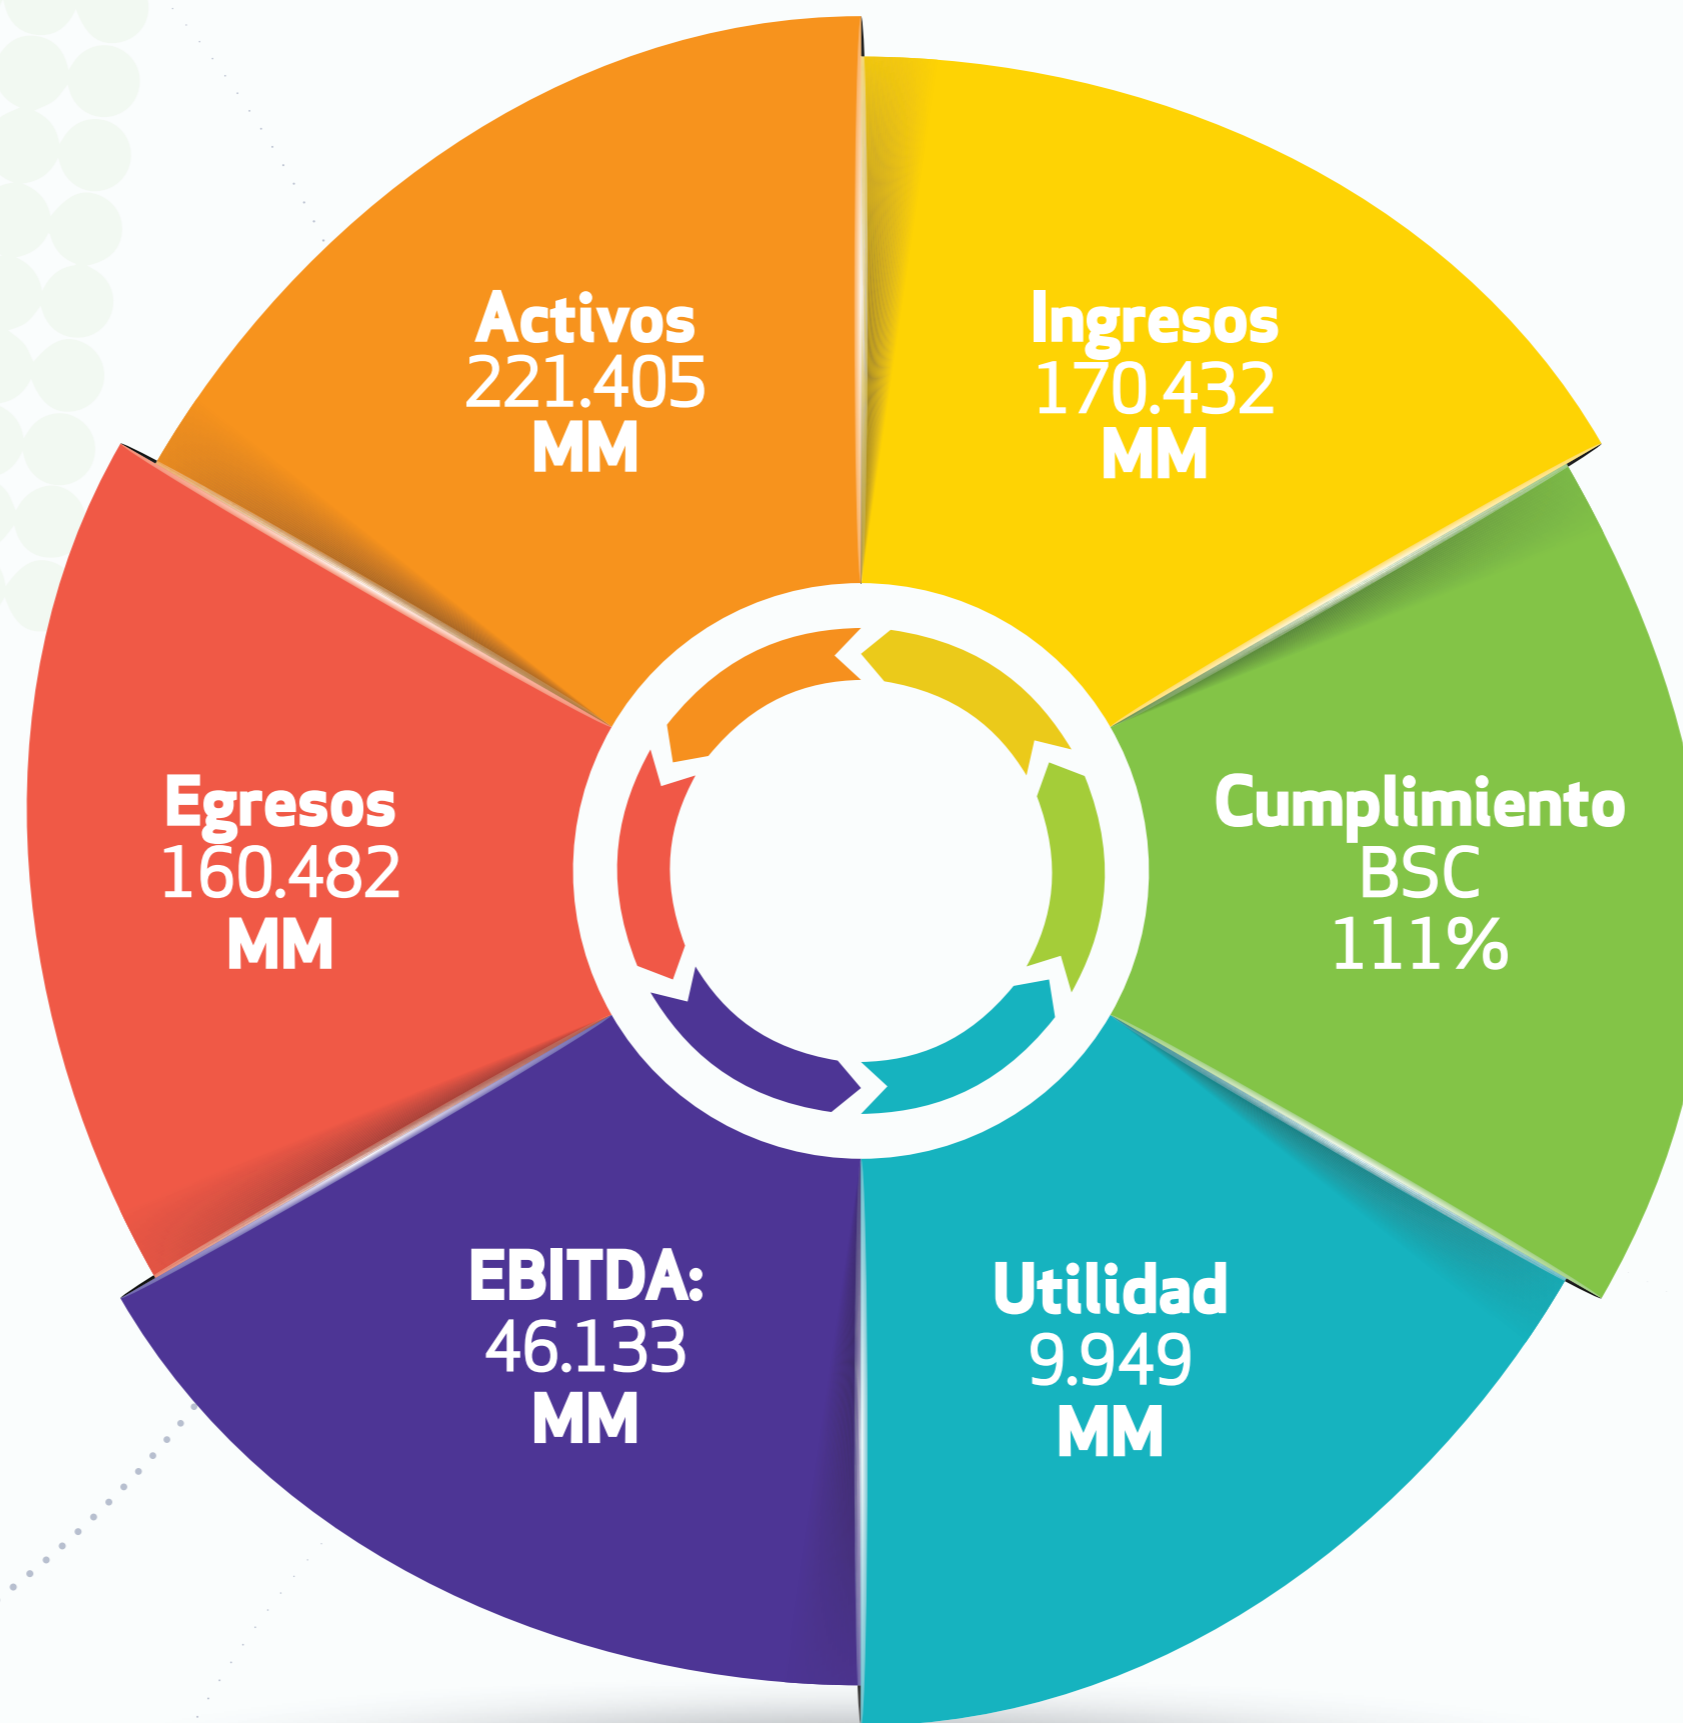 Activos
221.405
MM
Ingresos
170.432
MM
Egresos
160.482
MM
Cumplimiento
BSC
111%
EBITDA:
46.133
MM
Utilidad
9.949
MM